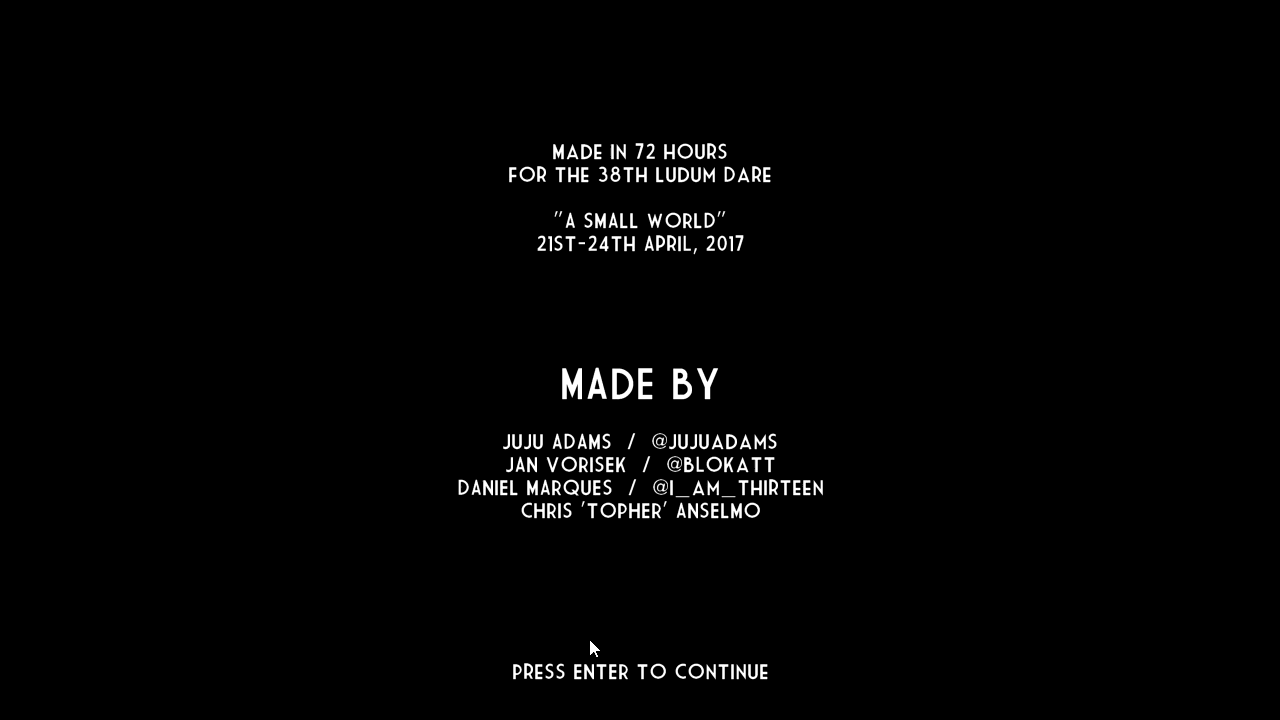 MADE IN 72 HOURS
FOR THE 38TH LUDUM DARE
"A SMALL WORLD"
21ST-24TH APRIL, 2017
MADE BY
JUJU ADAMS / @JUJUADAMS
JAN VORISEK / @BLOKATT
DANIEL MARQUES / @I_AM_THIRTEEN
CHRIS 'TOPHER' ANSELMO
PRESS ENTER TO CONTINUE